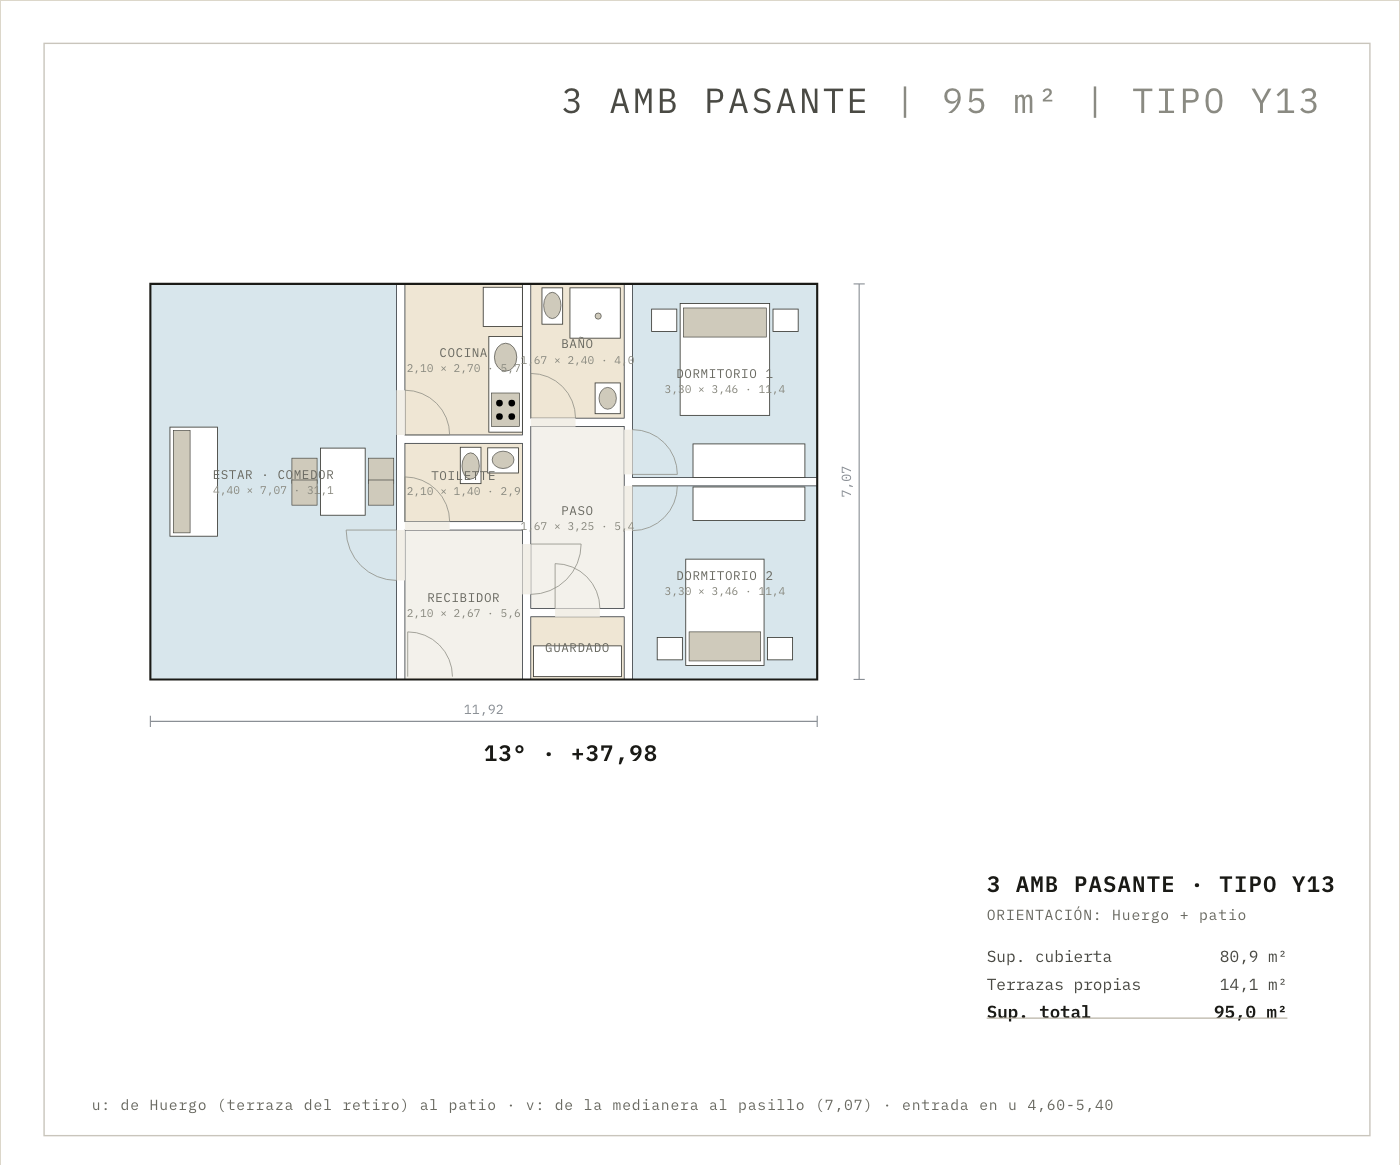 3 AMB PASANTE | 95 m² | TIPO Y13
COCINA
2,10 × 2,70 · 5,7
BAÑO
1,67 × 2,40 · 4,0
DORMITORIO 1
3,30 × 3,46 · 11,4
ESTAR · COMEDOR
4,40 × 7,07 · 31,1
TOILETTE
2,10 × 1,40 · 2,9
PASO
1,67 × 3,25 · 5,4
7,07
RECIBIDOR
2,10 × 2,67 · 5,6
DORMITORIO 2
3,30 × 3,46 · 11,4
GUARDADO
11,92
13° · +37,98
3 AMB PASANTE · TIPO Y13
ORIENTACIÓN: Huergo + patio
Sup. cubierta 80,9 m²
Terrazas propias 14,1 m²
Sup. total 95,0 m²
u: de Huergo (terraza del retiro) al patio · v: de la medianera al pasillo (7,07) · entrada en u 4,60-5,40